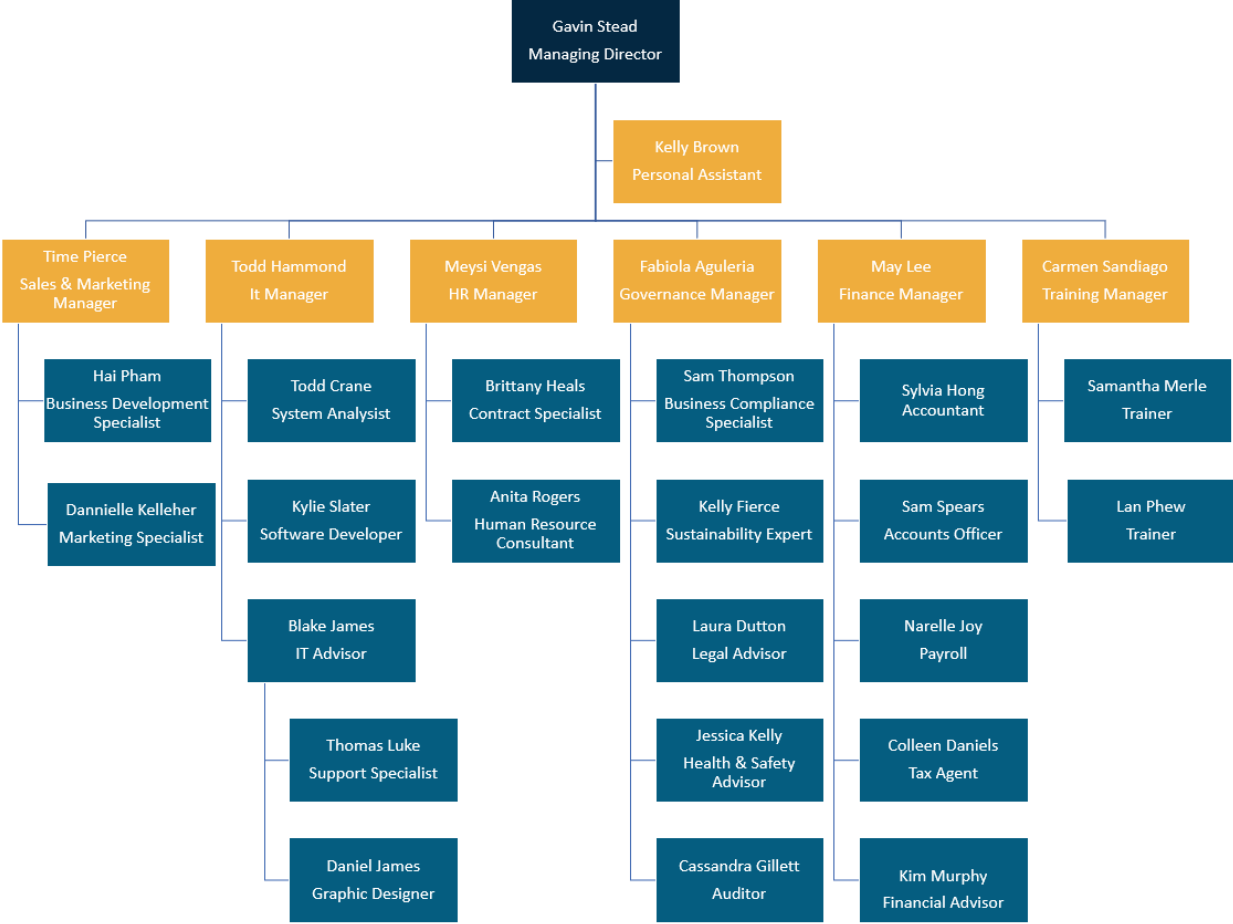 Gavin Stead
Managing Director
Kelly Brown
Personal Assistant
Time Pierce
Sales & Marketing
Manager
Todd Hammond
It Manager
Meysi Vengas
HR Manager
Fabiola Aguleria
Governance Manager
May Lee
Finance Manager
Carmen Sandiago
Training Manager
Hai Pham
Business Development
Specialist
Dannielle Kelleher
Marketing Specialist
Todd Crane
System Analysist
Kylie Slater
Software Developer
Blake James
IT Advisor
Thomas Luke
Support Specialist
Daniel James
Graphic Designer
Brittany Heals
Contract Specialist
Anita Rogers
Human Resource
Consultant
Sam Thompson
Business Compliance
Specialist
Kelly Fierce
Sustainability Expert
Laura Dutton
Legal Advisor
Jessica Kelly
Health & Safety
Advisor
Cassandra Gillett
Auditor
Sylvia Hong
Accountant
Sam Spears
Accounts Officer
Narelle Joy
Payroll
Colleen Daniels
Tax Agent
Kim Murphy
Financial Advisor
Samantha Merle
Trainer
Lan Phew
Trainer